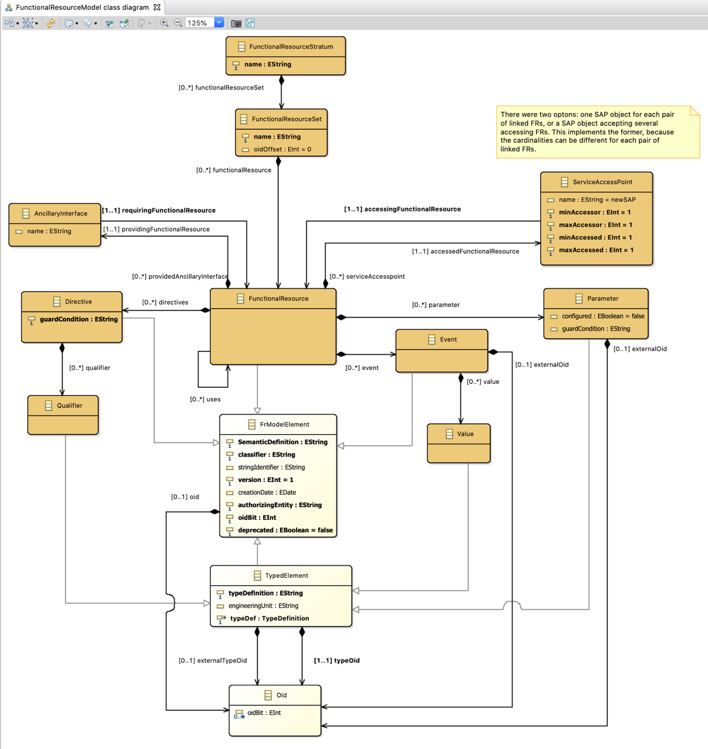 FunctionalResourceModel class diagram
125%
FunctionalResourceStratum
name : EString
[0..*] functionalResourceSet
FunctionalResourceSet
name : EString
oidOffset : EInt = 0
There were two optons: one SAP object for each pair
of linked FRs, or a SAP object accepting several
accessing FRs. This implements the former, because
the cardinalities can be different for each pair of
linked FRs.
[0..*] functionalResource
ServiceAccessPoint
name : EString = newSAP
minAccessor : EInt = 1
maxAccessor : EInt = 1
minAccessed : EInt = 1
maxAccessed : EInt = 1
AncillaryInterface
name : EString
[1..1] requiringFunctionalResource
[1..1] providingFunctionalResource
[1..1] accessingFunctionalResource
[1..1] accessedFunctionalResource
[0..*] providedAncillaryInterface
[0..*] serviceAccesspoint
Directive
guardCondition : EString
[0..*] directives
FunctionalResource
[0..*] parameter
Parameter
configured : EBoolean = false
guardCondition : EString
Event
[0..*] qualifier
[0..*] event
[0..1] externalOid
[0..1] externalOid
[0..*] uses
[0..*] value
Qualifier
Value
FrModelElement
SemanticDefinition : EString
classifier : EString
stringIdentifier : EString
version : EInt = 1
creationDate : EDate
authorizingEntity : EString
oidBit : EInt
deprecated : EBoolean = false
[0..1] oid
TypedElement
typeDefinition : EString
engineeringUnit : EString
typeDef : TypeDefinition
[0..1] externalTypeOid
[1..1] typeOid
Oid
oidBit : EInt